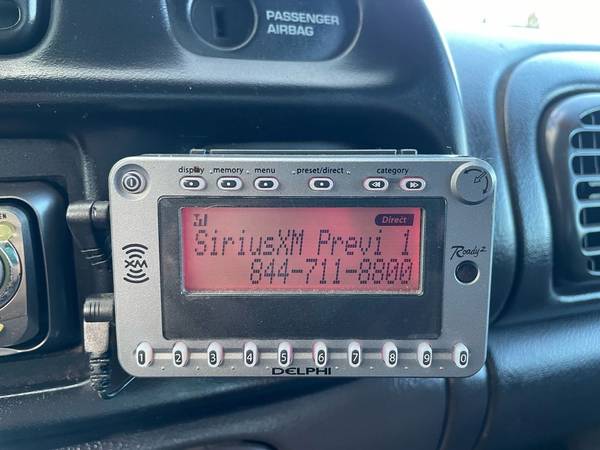 PASSENGER
AIRBAG
display memory menu preset/direct category
Direct
SiriusXM Previ 1
844-711-8800
XM
Roady2
1 2 3 4 5 6 7 8 9 0
DELPHI